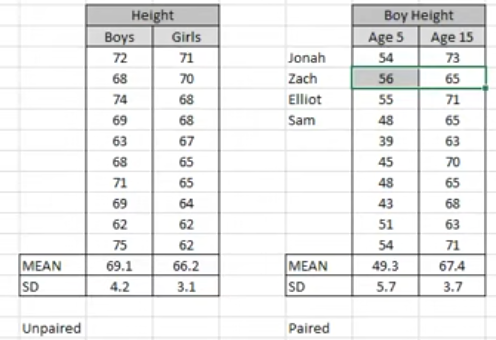 Height Boy Height
Boys Girls Age 5 Age 15
72 71 Jonah 54 73
68 70 Zach 56 65
74 68 Elliot 55 71
69 68 Sam 48 65
63 67 39 63
68 65 45 70
71 65 48 65
69 64 43 68
62 62 51 63
75 62 54 71
MEAN 69.1 66.2 MEAN 49.3 67.4
SD 4.2 3.1 SD 5.7 3.7
Unpaired Paired